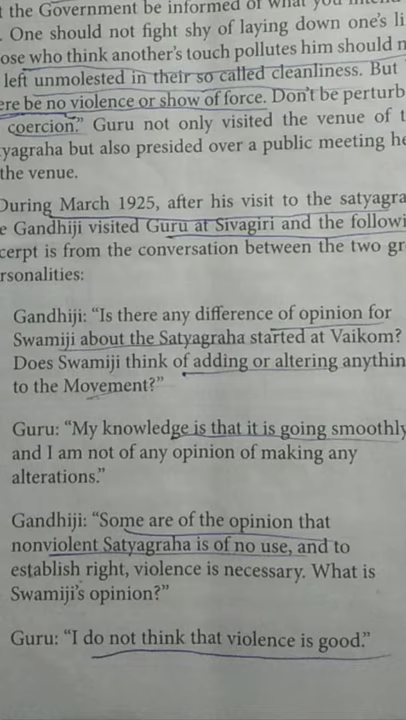 the Government be informed of what you
. One should not fight shy of laying down one's li
ose who think another's touch pollutes him should n
left unmolested in their so called cleanliness. But
ere be no violence or show of force. Don't be perturb
coercion." Guru not only visited the venue of t
yagraha but also presided over a public meeting he
the venue.
During March 1925, after his visit to the satyagra
e Gandhiji visited Guru at Sivagiri and the followi
cerpt is from the conversation between the two gr
rsonalities:
Gandhiji: "Is there any difference of opinion for
Swamiji about the Satyagraha started at Vaikom?
Does Swamiji think of adding or altering anythin
to the Movement?"
Guru: "My knowledge is that it is going smoothly
and I am not of any opinion of making any
alterations."
Gandhiji: "Some are of the opinion that
nonviolent Satyagraha is of no use, and to
establish right, violence is necessary. What is
Swamiji's opinion?"
Guru: "I do not think that violence is good."